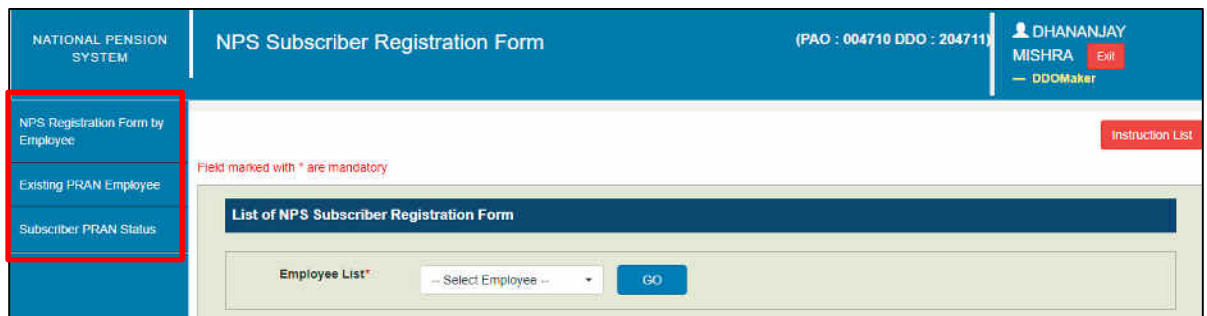 NATIONAL PENSION
SYSTEM
NPS Subscriber Registration Form
(PAO : 004710 DDO : 204711)
DHANANJAY
MISHRA Exit
— DDOMaker
NPS Registration Form by
Employee
Existing PRAN Employee
Subscriber PRAN Status
Instruction List
Field marked with * are mandatory
List of NPS Subscriber Registration Form
Employee List* -- Select Employee -- GO